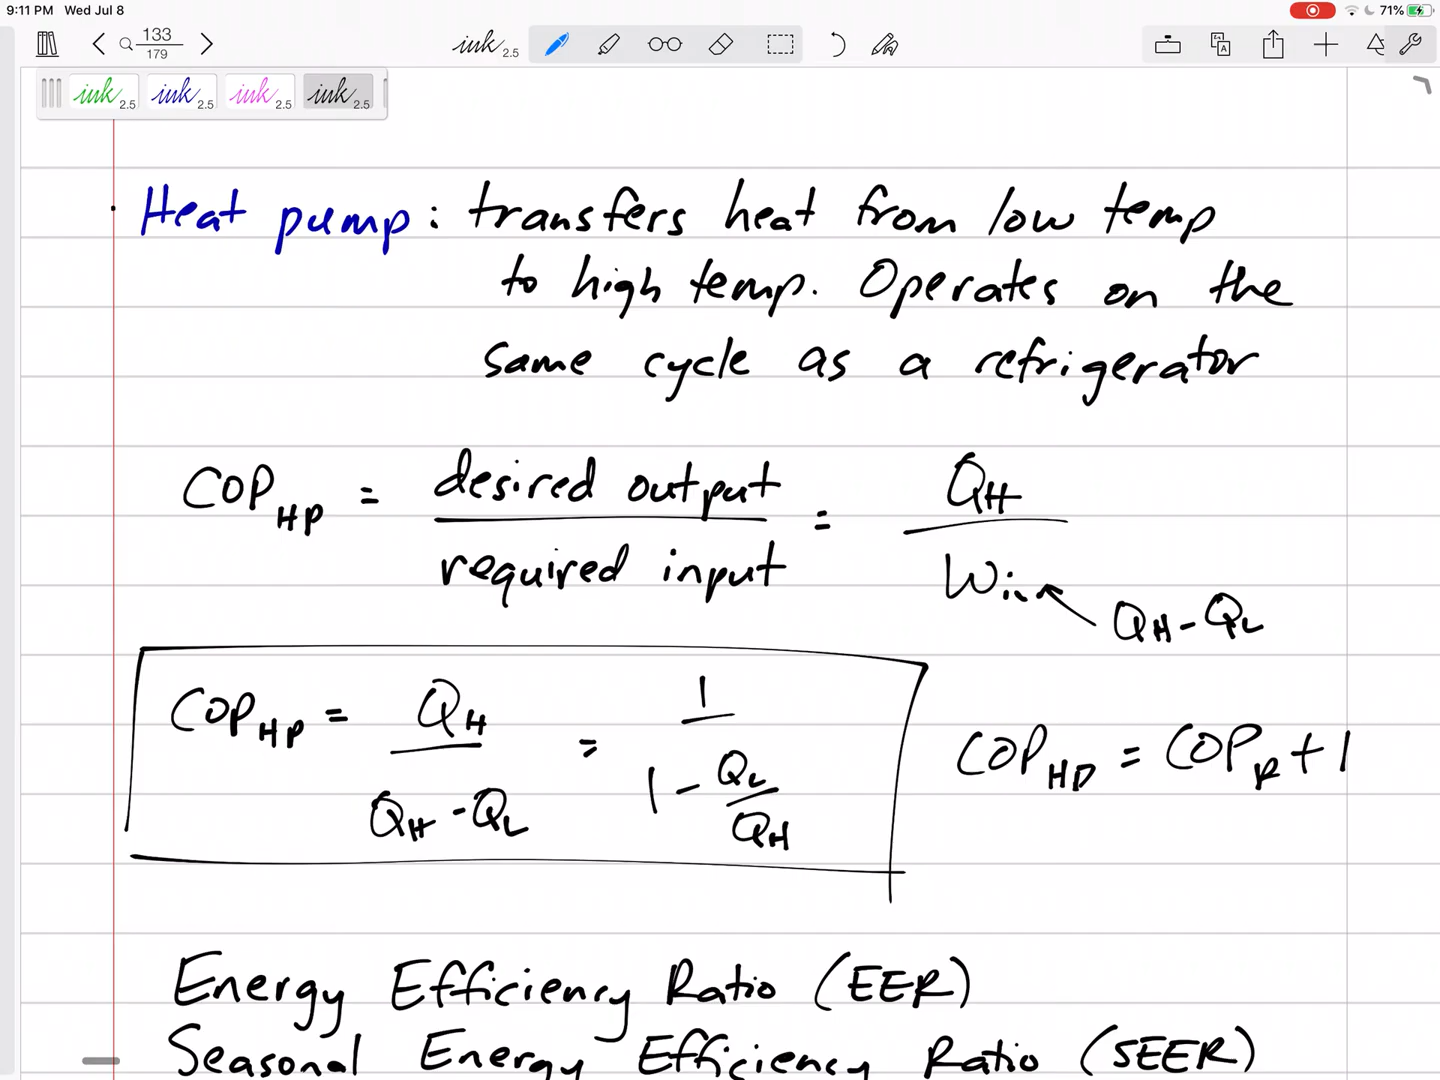 9:11 PM Wed Jul 8
71%
133
179
ink 2.5
ink 2.5 ink 2.5 ink 2.5 ink 2.5
Heat pump: transfers heat from low temp
to high temp. Operates on the
same cycle as a refrigerator
COP_HP = desired output / required input = Q_H / W_in ← Q_H - Q_L
COP_HP = Q_H / (Q_H - Q_L) = 1 / (1 - Q_L / Q_H)
COP_HP = COP_R + 1
Energy Efficiency Ratio (EER)
Seasonal Energy Efficiency Ratio (SEER)